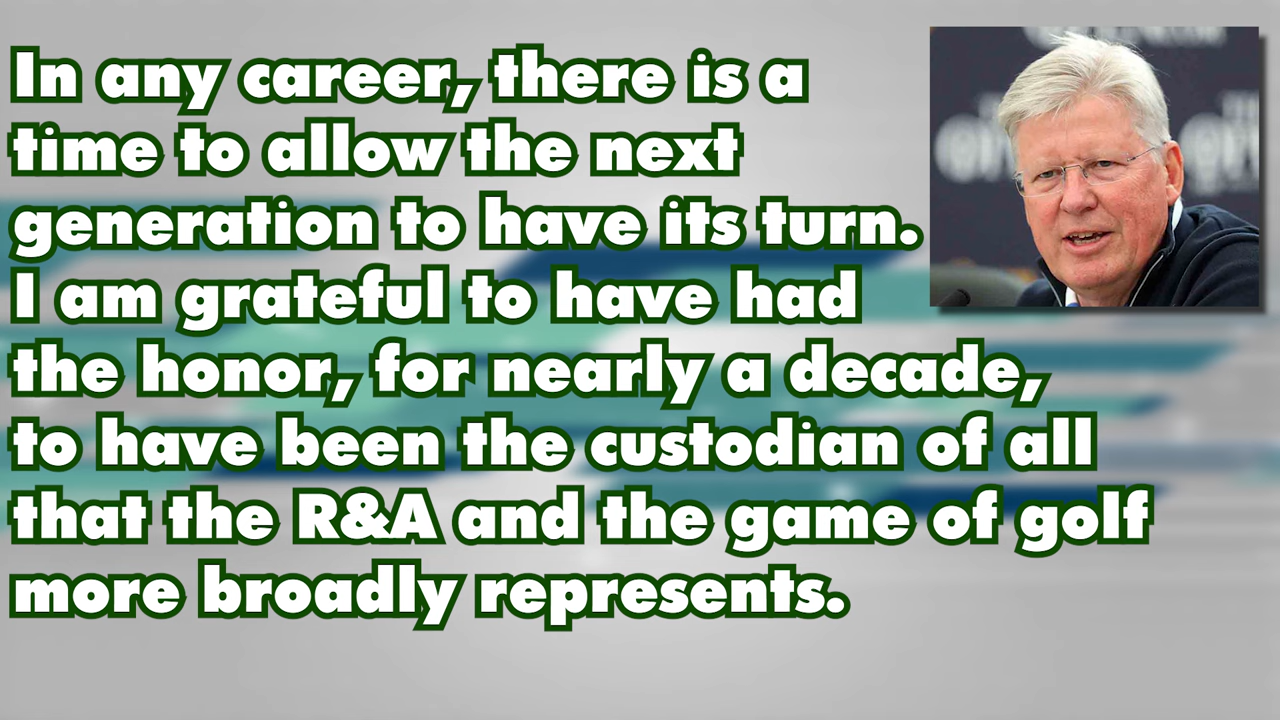 In any career, there is a
time to allow the next
generation to have its turn.
I am grateful to have had
the honor, for nearly a decade,
to have been the custodian of all
that the R&A and the game of golf
more broadly represents.